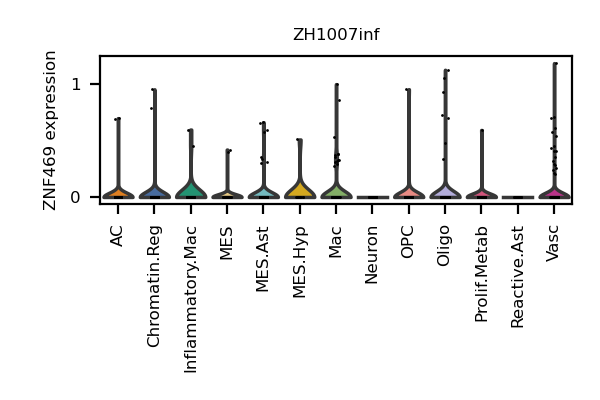 ZH1007inf
ZNF469 expression
1
0
AC
Chromatin.Reg
Inflammatory.Mac
MES
MES.Ast
MES.Hyp
Mac
Neuron
OPC
Oligo
Prolif.Metab
Reactive.Ast
Vasc